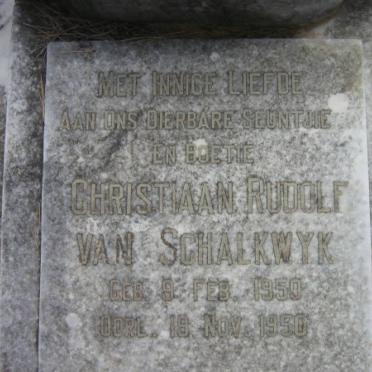 MET INNIGE LIEFDE
AAN ONS DIERBARE SEUNTJIE
EN BOETIE
CHRISTIAAN RUDOLF
VAN SCHALKWYK
GEB. 9 FEB. 1950
OORL. 19 NOV. 1950